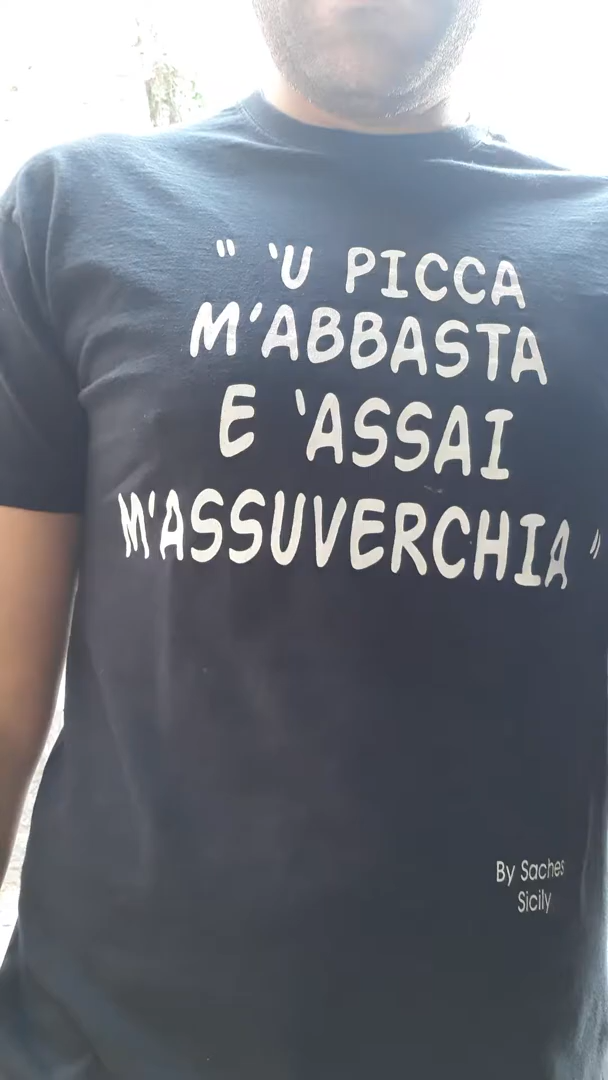 " 'U PICCA
M'ABBASTA
E 'ASSAI
M'ASSUVERCHIA "
By Saches
Sicily